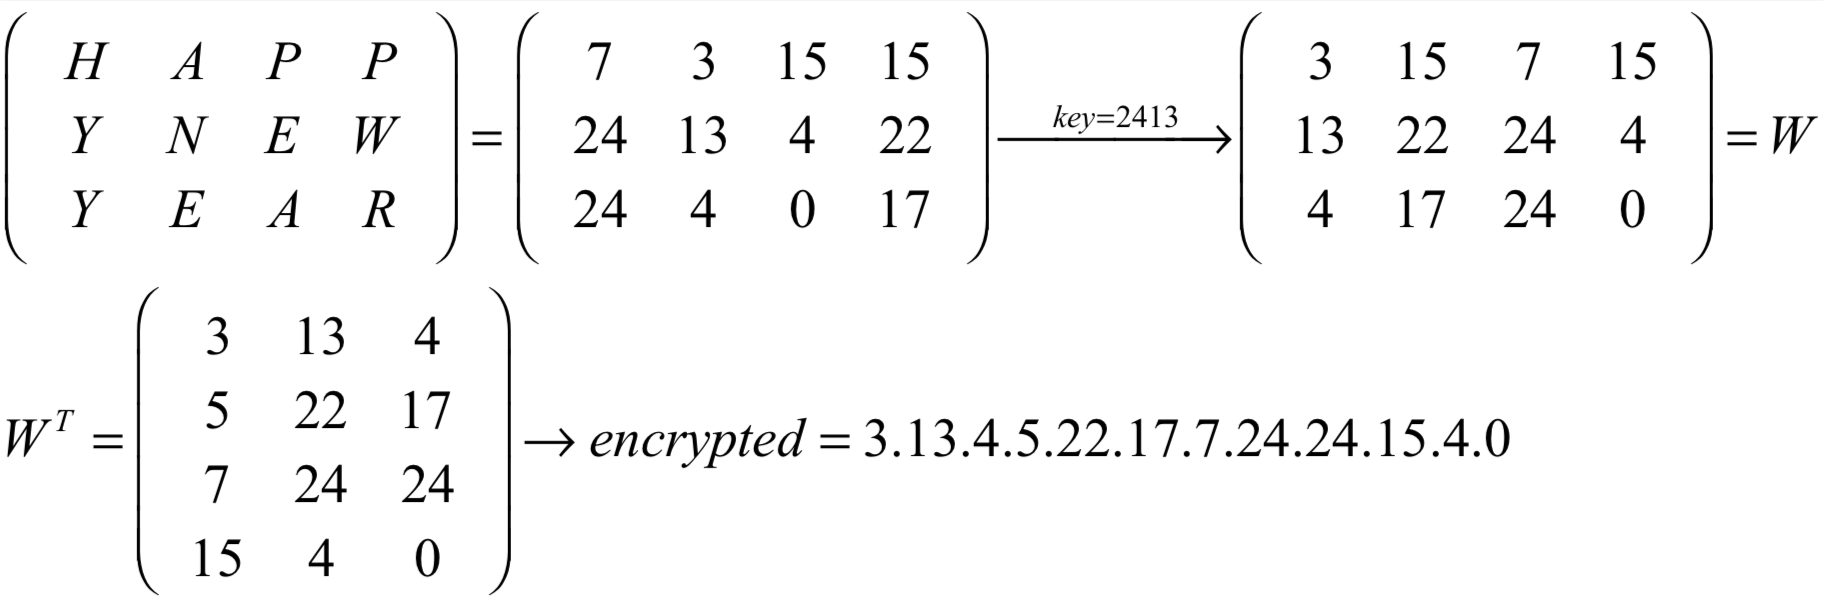 ( H A P P ) ( 7 3 15 15 ) ( 3 15 7 15 )
( Y N E W ) = ( 24 13 4 22 ) key=2413 → ( 13 22 24 4 ) = W
( Y E A R ) ( 24 4 0 17 ) ( 4 17 24 0 )
( 3 13 4 )
W^T = ( 5 22 17 ) → encrypted = 3.13.4.5.22.17.7.24.24.15.4.0
( 7 24 24 )
( 15 4 0 )